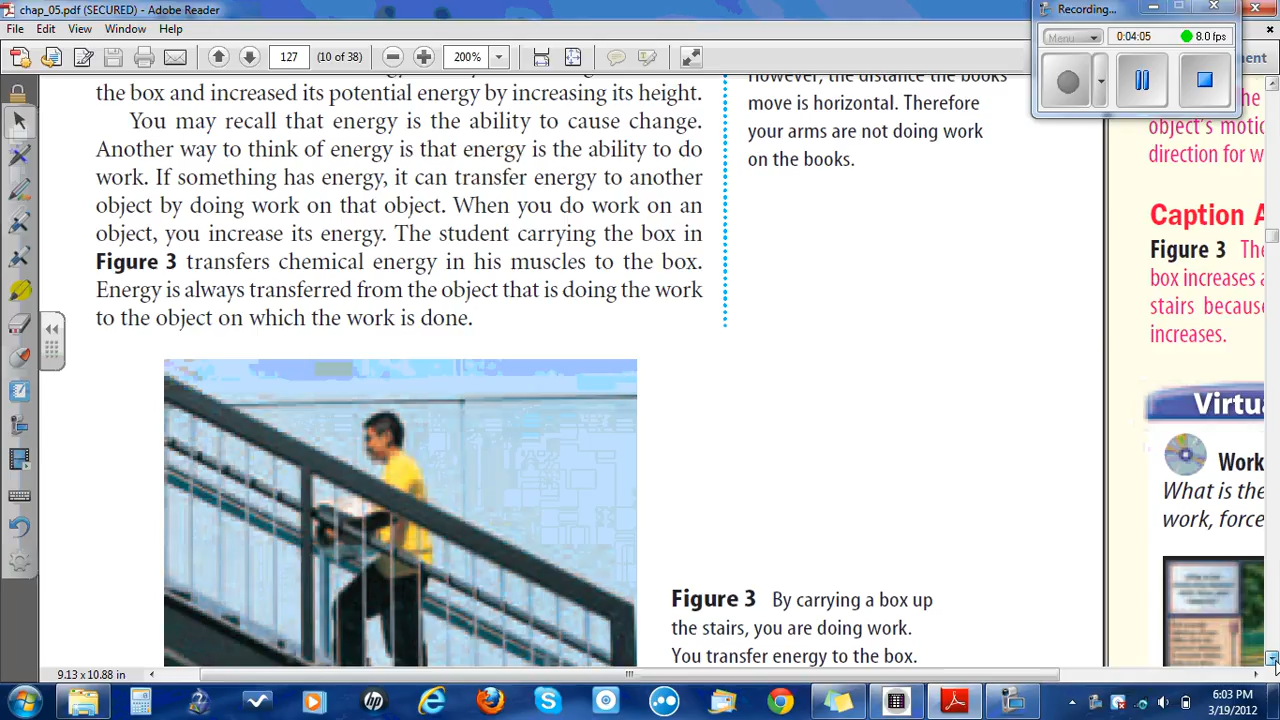 chap_05.pdf (SECURED) - Adobe Reader
File Edit View Window Help
127 (10 of 38) 200%
Recording...
Menu 0:04:05 8.0 fps
the box and increased its potential energy by increasing its height.
You may recall that energy is the ability to cause change.
Another way to think of energy is that energy is the ability to do
work. If something has energy, it can transfer energy to another
object by doing work on that object. When you do work on an
object, you increase its energy. The student carrying the box in
Figure 3 transfers chemical energy in his muscles to the box.
Energy is always transferred from the object that is doing the work
to the object on which the work is done.
However, the distance the books
move is horizontal. Therefore
your arms are not doing work
on the books.
Figure 3 By carrying a box up
the stairs, you are doing work.
You transfer energy to the box.
the
object's motio
direction for w
Caption A
Figure 3 The
box increases a
stairs because
increases.
Virtua
Work
What is the
work, force
9.13 x 10.88 in
6:03 PM
3/19/2012